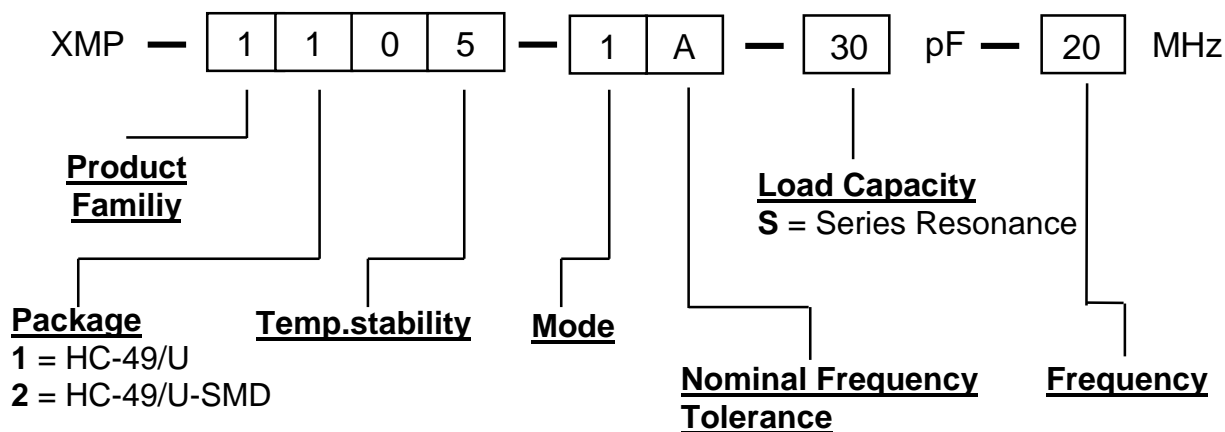 XMP — 1 1 0 5 — 1 A — 30 pF — 20 MHz
Product
Familiy
Load Capacity
S = Series Resonance
Package
1 = HC-49/U
2 = HC-49/U-SMD
Temp.stability
Mode
Nominal Frequency
Tolerance
Frequency